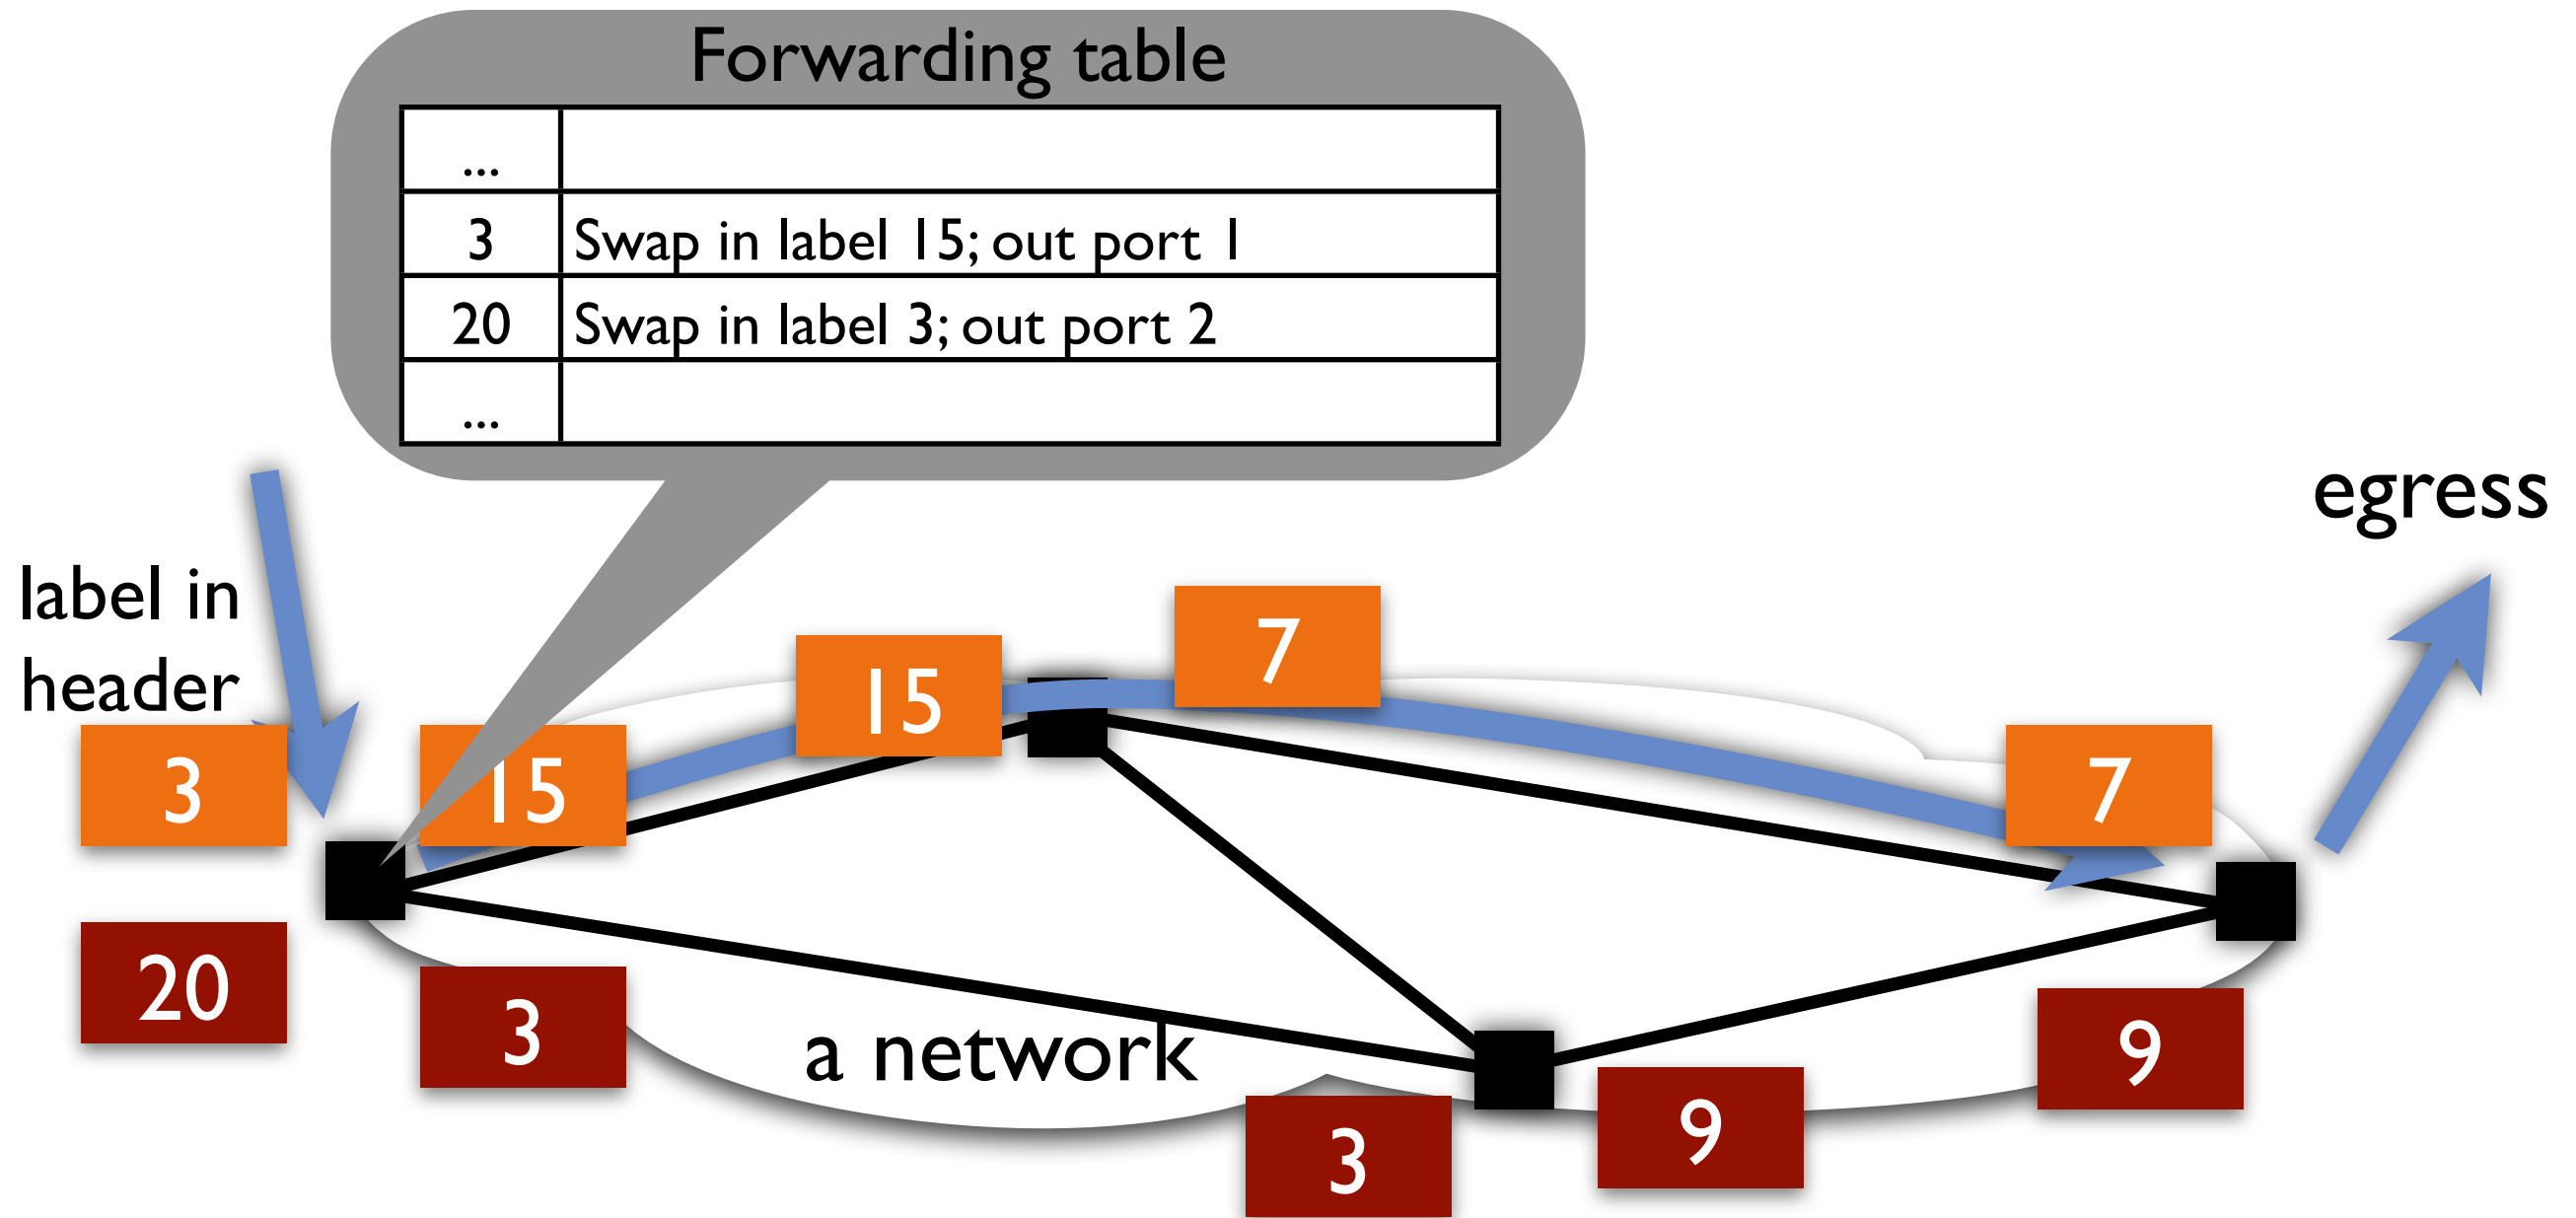 Forwarding table
...
3 Swap in label 15; out port 1
20 Swap in label 3; out port 2
...
egress
label in
header
7
15
3
15
7
20
3
a network
9
9
3